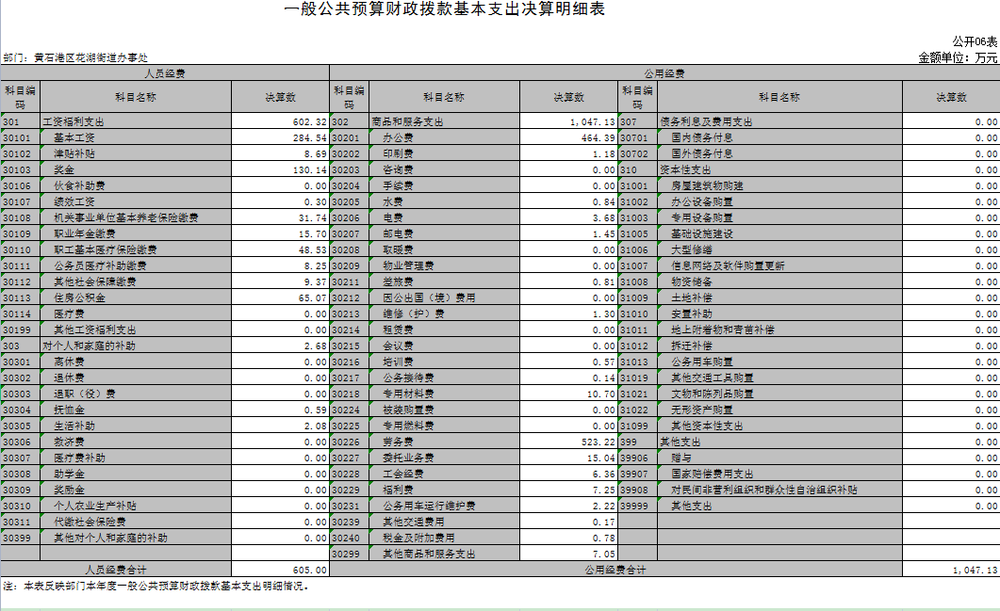 一般公共预算财政拨款基本支出决算明细表
公开06表
部门：黄石港区花湖街道办事处 金额单位：万元
人员经费 公用经费
科目编码 科目名称 决算数 科目编码 科目名称 决算数 科目编码 科目名称 决算数
301 工资福利支出 602.32 302 商品和服务支出 1,047.13 307 债务利息及费用支出 0.00
30101 基本工资 284.54 30201 办公费 464.39 30701 国内债务付息 0.00
30102 津贴补贴 8.69 30202 印刷费 1.18 30702 国外债务付息 0.00
30103 奖金 130.14 30203 咨询费 0.00 310 资本性支出 0.00
30106 伙食补助费 0.00 30204 手续费 0.00 31001 房屋建筑物购建 0.00
30107 绩效工资 0.30 30205 水费 0.84 31002 办公设备购置 0.00
30108 机关事业单位基本养老保险缴费 31.74 30206 电费 3.68 31003 专用设备购置 0.00
30109 职业年金缴费 15.70 30207 邮电费 1.45 31005 基础设施建设 0.00
30110 职工基本医疗保险缴费 48.53 30208 取暖费 0.00 31006 大型修缮 0.00
30111 公务员医疗补助缴费 8.25 30209 物业管理费 0.00 31007 信息网络及软件购置更新 0.00
30112 其他社会保障缴费 9.37 30211 差旅费 0.81 31008 物资储备 0.00
30113 住房公积金 65.07 30212 因公出国（境）费用 0.00 31009 土地补偿 0.00
30114 医疗费 0.00 30213 维修（护）费 1.30 31010 安置补助 0.00
30199 其他工资福利支出 0.00 30214 租赁费 0.00 31011 地上附着物和青苗补偿 0.00
303 对个人和家庭的补助 2.68 30215 会议费 0.00 31012 拆迁补偿 0.00
30301 离休费 0.00 30216 培训费 0.57 31013 公务用车购置 0.00
30302 退休费 0.00 30217 公务接待费 0.14 31019 其他交通工具购置 0.00
30303 退职（役）费 0.00 30218 专用材料费 10.70 31021 文物和陈列品购置 0.00
30304 抚恤金 0.59 30224 被装购置费 0.00 31022 无形资产购置 0.00
30305 生活补助 2.08 30225 专用燃料费 0.00 31099 其他资本性支出 0.00
30306 救济费 0.00 30226 劳务费 523.22 399 其他支出 0.00
30307 医疗费补助 0.00 30227 委托业务费 15.04 39906 赠与 0.00
30308 助学金 0.00 30228 工会经费 6.36 39907 国家赔偿费用支出 0.00
30309 奖励金 0.00 30229 福利费 7.25 39908 对民间非营利组织和群众性自治组织补贴 0.00
30310 个人农业生产补贴 0.00 30231 公务用车运行维护费 2.22 39999 其他支出 0.00
30311 代缴社会保险费 0.00 30239 其他交通费用 0.17
30399 其他对个人和家庭的补助 0.00 30240 税金及附加费用 0.78
30299 其他商品和服务支出 7.05
人员经费合计 605.00 公用经费合计 1,047.13
注：本表反映部门本年度一般公共预算财政拨款基本支出明细情况。